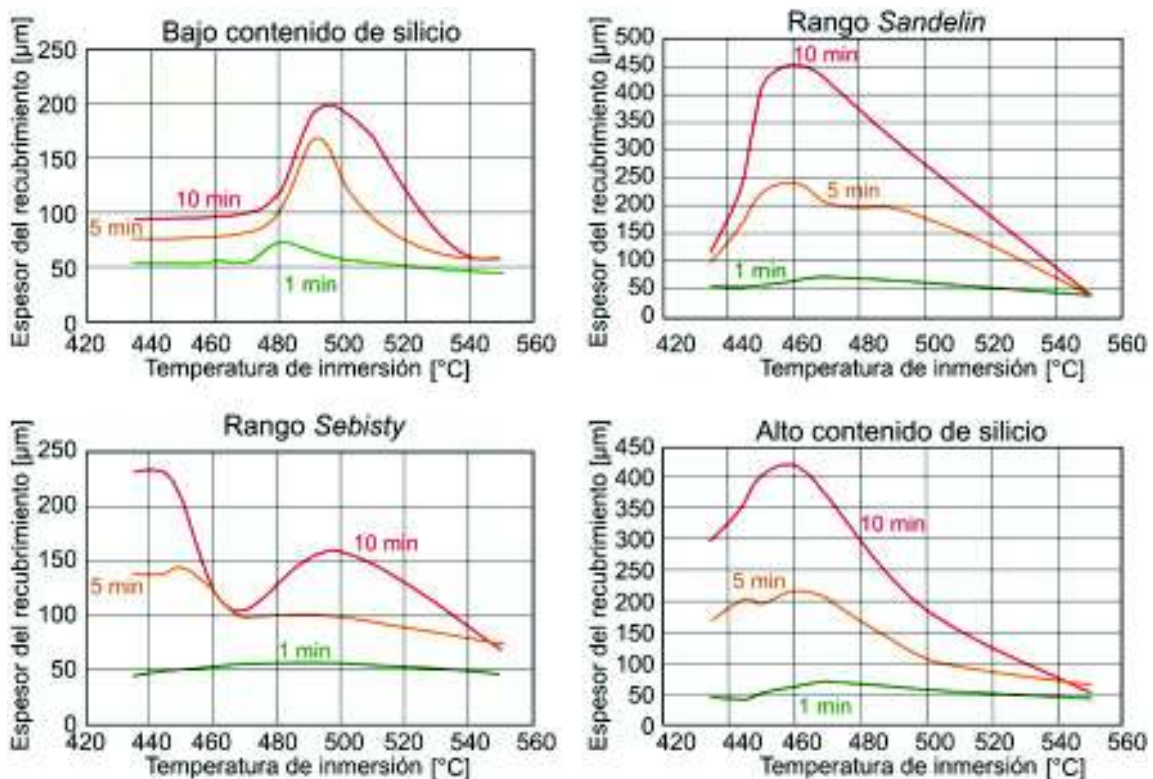 Bajo contenido de silicio
Espesor del recubrimiento [µm]
250
200
150
100
50
0
10 min
5 min
1 min
420 440 460 480 500 520 540 560
Temperatura de inmersión [°C]
Rango Sandelin
Espesor del recubrimiento [µm]
500
450
400
350
300
250
200
150
100
50
0
10 min
5 min
1 min
420 440 460 480 500 520 540 560
Temperatura de inmersión [°C]
Rango Sebisty
Espesor del recubrimiento [µm]
250
200
150
100
50
0
10 min
5 min
1 min
420 440 460 480 500 520 540 560
Temperatura de inmersión [°C]
Alto contenido de silicio
Espesor del recubrimiento [µm]
450
400
350
300
250
200
150
100
50
0
10 min
5 min
1 min
420 440 460 480 500 520 540 560
Temperatura de inmersión [°C]